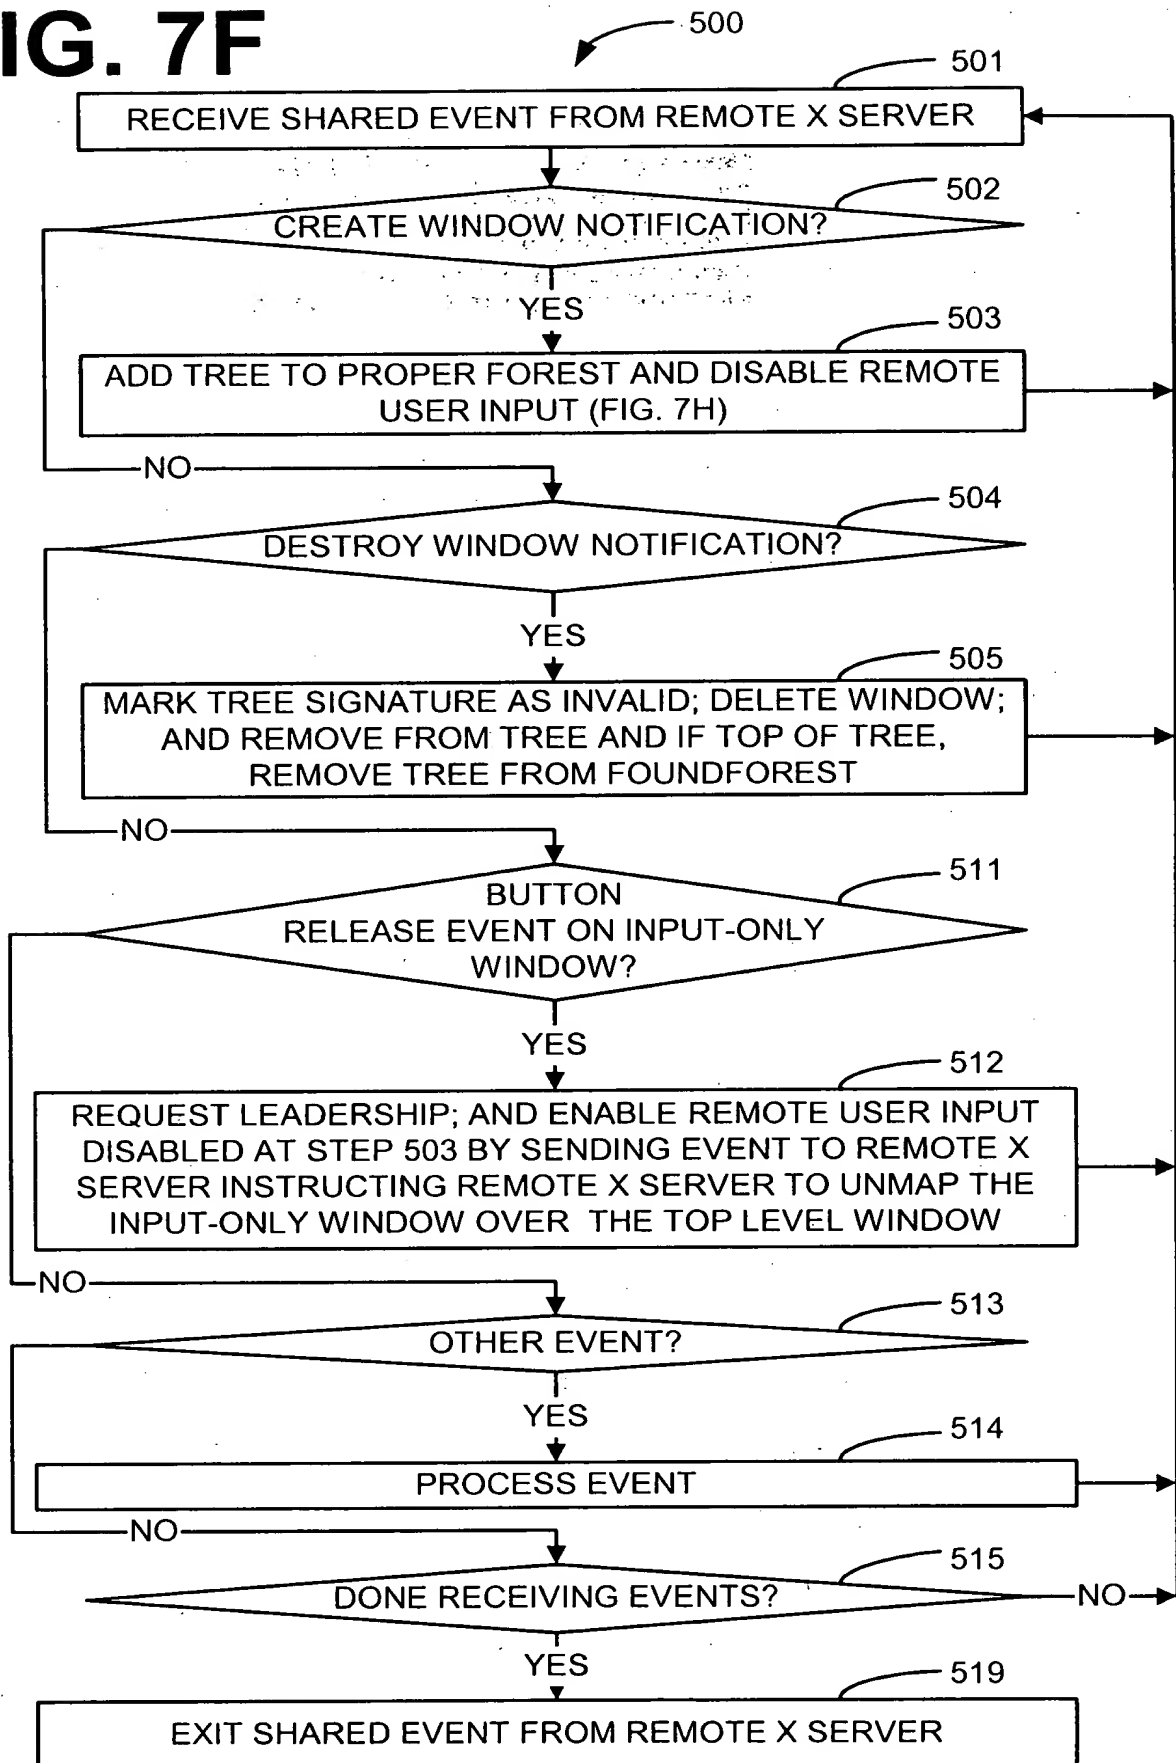 IG. 7F
500
501
RECEIVE SHARED EVENT FROM REMOTE X SERVER
502
CREATE WINDOW NOTIFICATION?
YES
503
ADD TREE TO PROPER FOREST AND DISABLE REMOTE
USER INPUT (FIG. 7H)
NO
504
DESTROY WINDOW NOTIFICATION?
YES
505
MARK TREE SIGNATURE AS INVALID; DELETE WINDOW;
AND REMOVE FROM TREE AND IF TOP OF TREE,
REMOVE TREE FROM FOUNDFOREST
NO
511
BUTTON
RELEASE EVENT ON INPUT-ONLY
WINDOW?
YES
512
REQUEST LEADERSHIP; AND ENABLE REMOTE USER INPUT
DISABLED AT STEP 503 BY SENDING EVENT TO REMOTE X
SERVER INSTRUCTING REMOTE X SERVER TO UNMAP THE
INPUT-ONLY WINDOW OVER THE TOP LEVEL WINDOW
NO
513
OTHER EVENT?
YES
514
PROCESS EVENT
NO
515
DONE RECEIVING EVENTS?
NO
YES
519
EXIT SHARED EVENT FROM REMOTE X SERVER